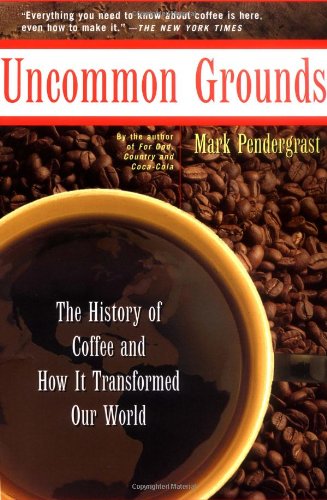 "Everything you need to know about coffee is here,
even how to make it."—THE NEW YORK TIMES
Uncommon Grounds
By the author
of For God,
Country and
Coca-Cola
Mark Pendergrast
The History of
Coffee and
How It Transformed
Our World
Copyrighted Material